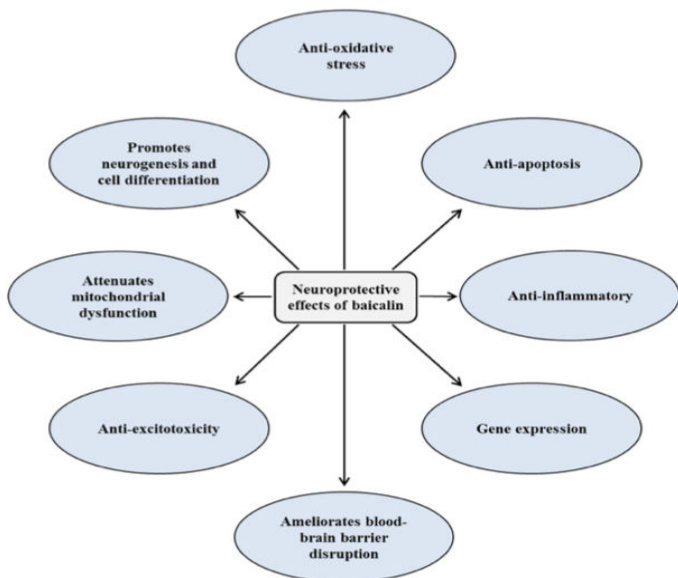 Anti-oxidative
stress
Promotes
neurogenesis and
cell differentiation
Anti-apoptosis
Attenuates
mitochondrial
dysfunction
Neuroprotective
effects of baicalin
Anti-inflammatory
Anti-excitotoxicity
Gene expression
Ameliorates blood-
brain barrier
disruption